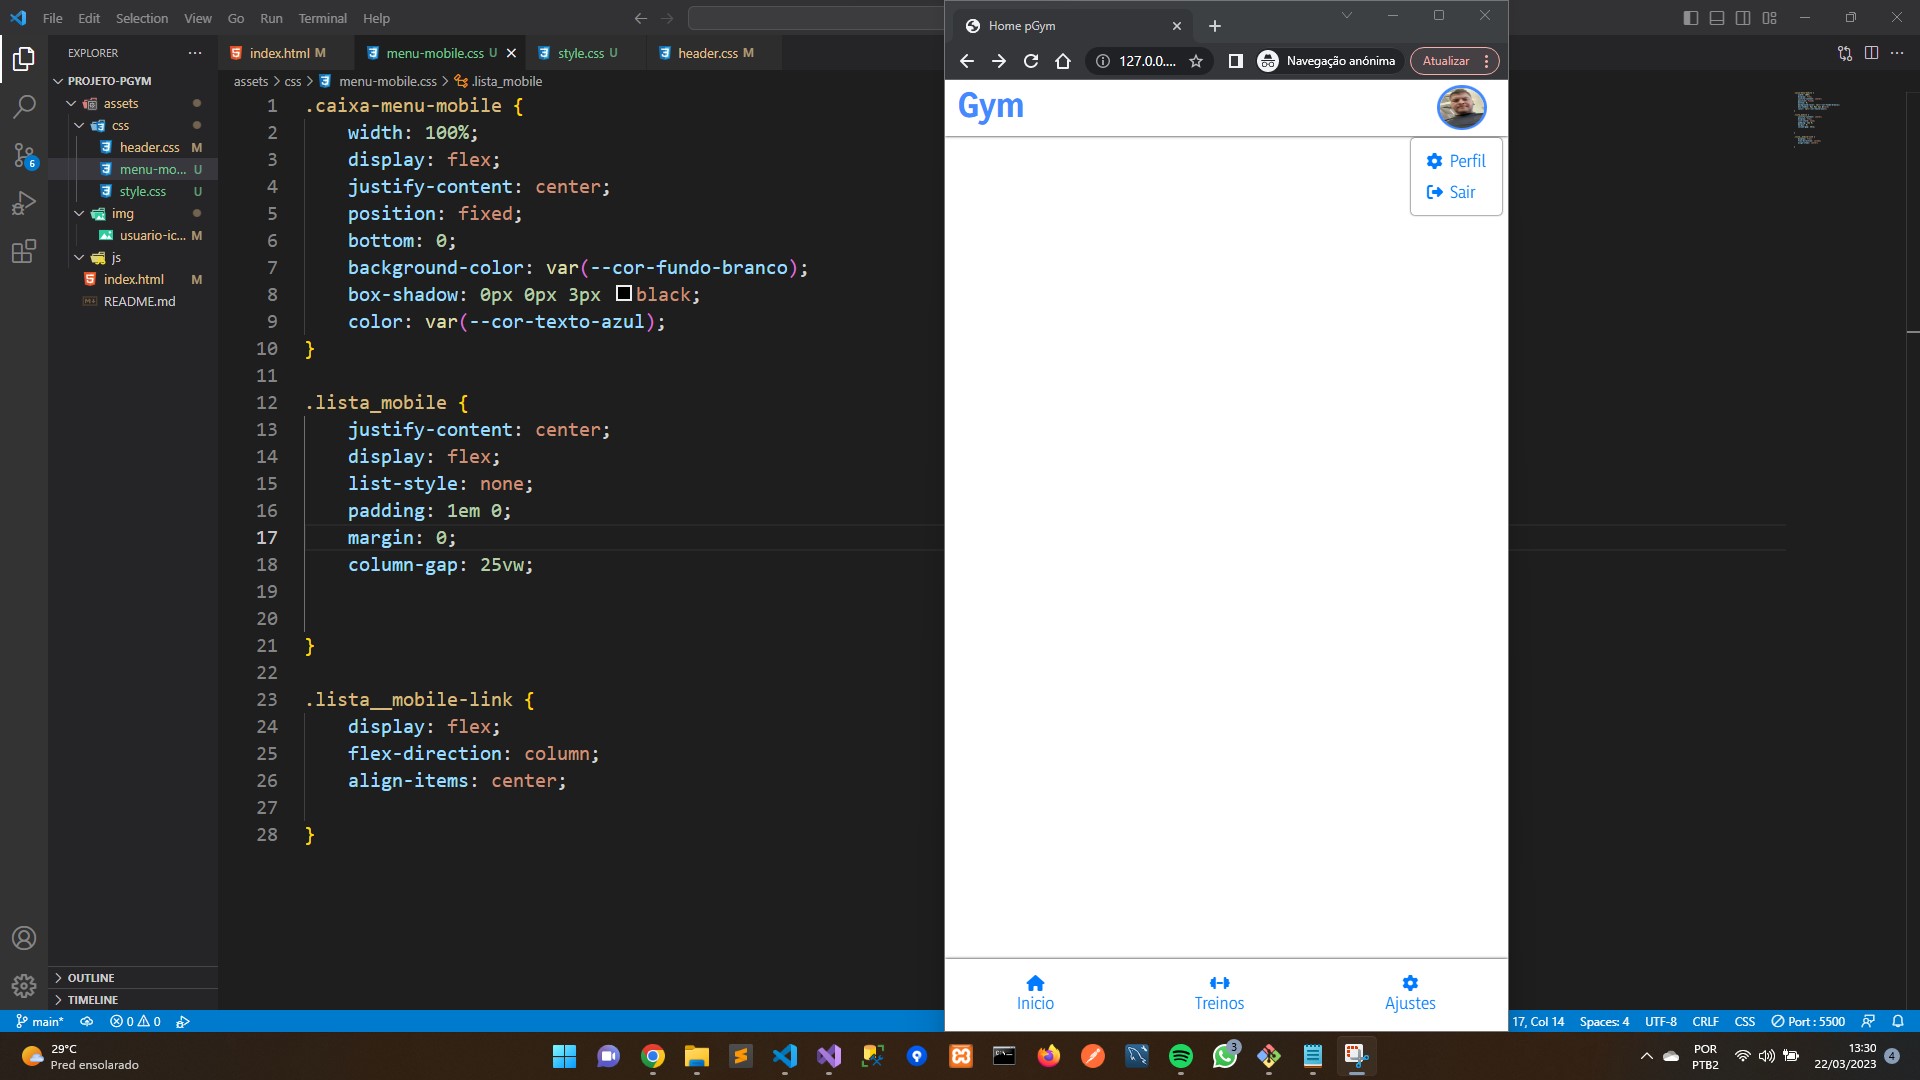 File Edit Selection View Go Run Terminal Help
EXPLORER
PROJETO-PGYM
assets
css
header.css M
menu-mo... U
style.css U
img
usuario-ic... M
js
index.html M
README.md
OUTLINE
TIMELINE
index.html M
menu-mobile.css U
style.css U
header.css M
assets > css > menu-mobile.css > .lista_mobile
1 .caixa-menu-mobile {
2 width: 100%;
3 display: flex;
4 justify-content: center;
5 position: fixed;
6 bottom: 0;
7 background-color: var(--cor-fundo-branco);
8 box-shadow: 0px 0px 3px black;
9 color: var(--cor-texto-azul);
10 }
11
12 .lista_mobile {
13 justify-content: center;
14 display: flex;
15 list-style: none;
16 padding: 1em 0;
17 margin: 0;
18 column-gap: 25vw;
19
20
21 }
22
23 .lista__mobile-link {
24 display: flex;
25 flex-direction: column;
26 align-items: center;
27
28 }
Home pGym
127.0.0....
Navegação anónima
Atualizar
Gym
Perfil
Sair
Inicio
Treinos
Ajustes
6
main*
0 0
17, Col 14
Spaces: 4
UTF-8
CRLF
CSS
Port : 5500
29°C
Pred ensolarado
3
POR
PTB2
13:30
22/03/2023
4